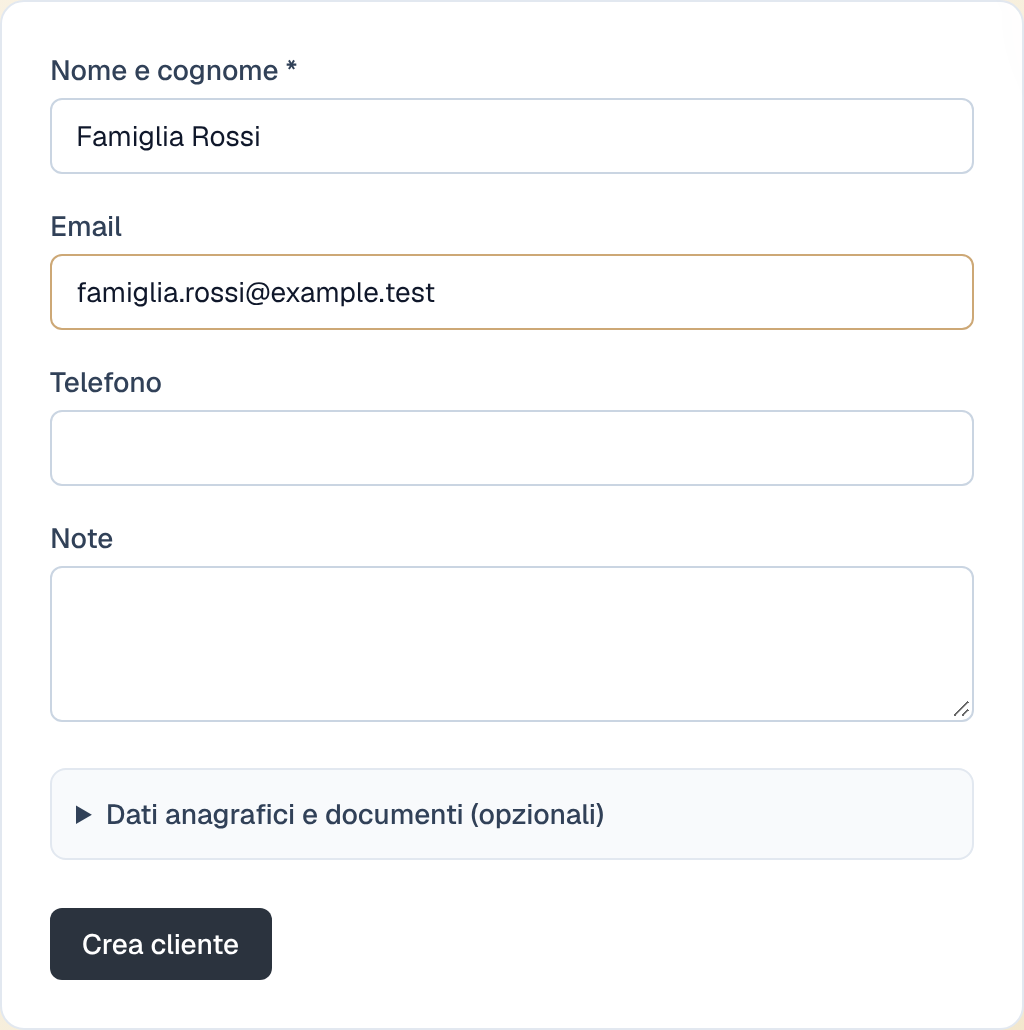 Nome e cognome *
Famiglia Rossi
Email
famiglia.rossi@example.test
Telefono
Note
Dati anagrafici e documenti (opzionali)
Crea cliente